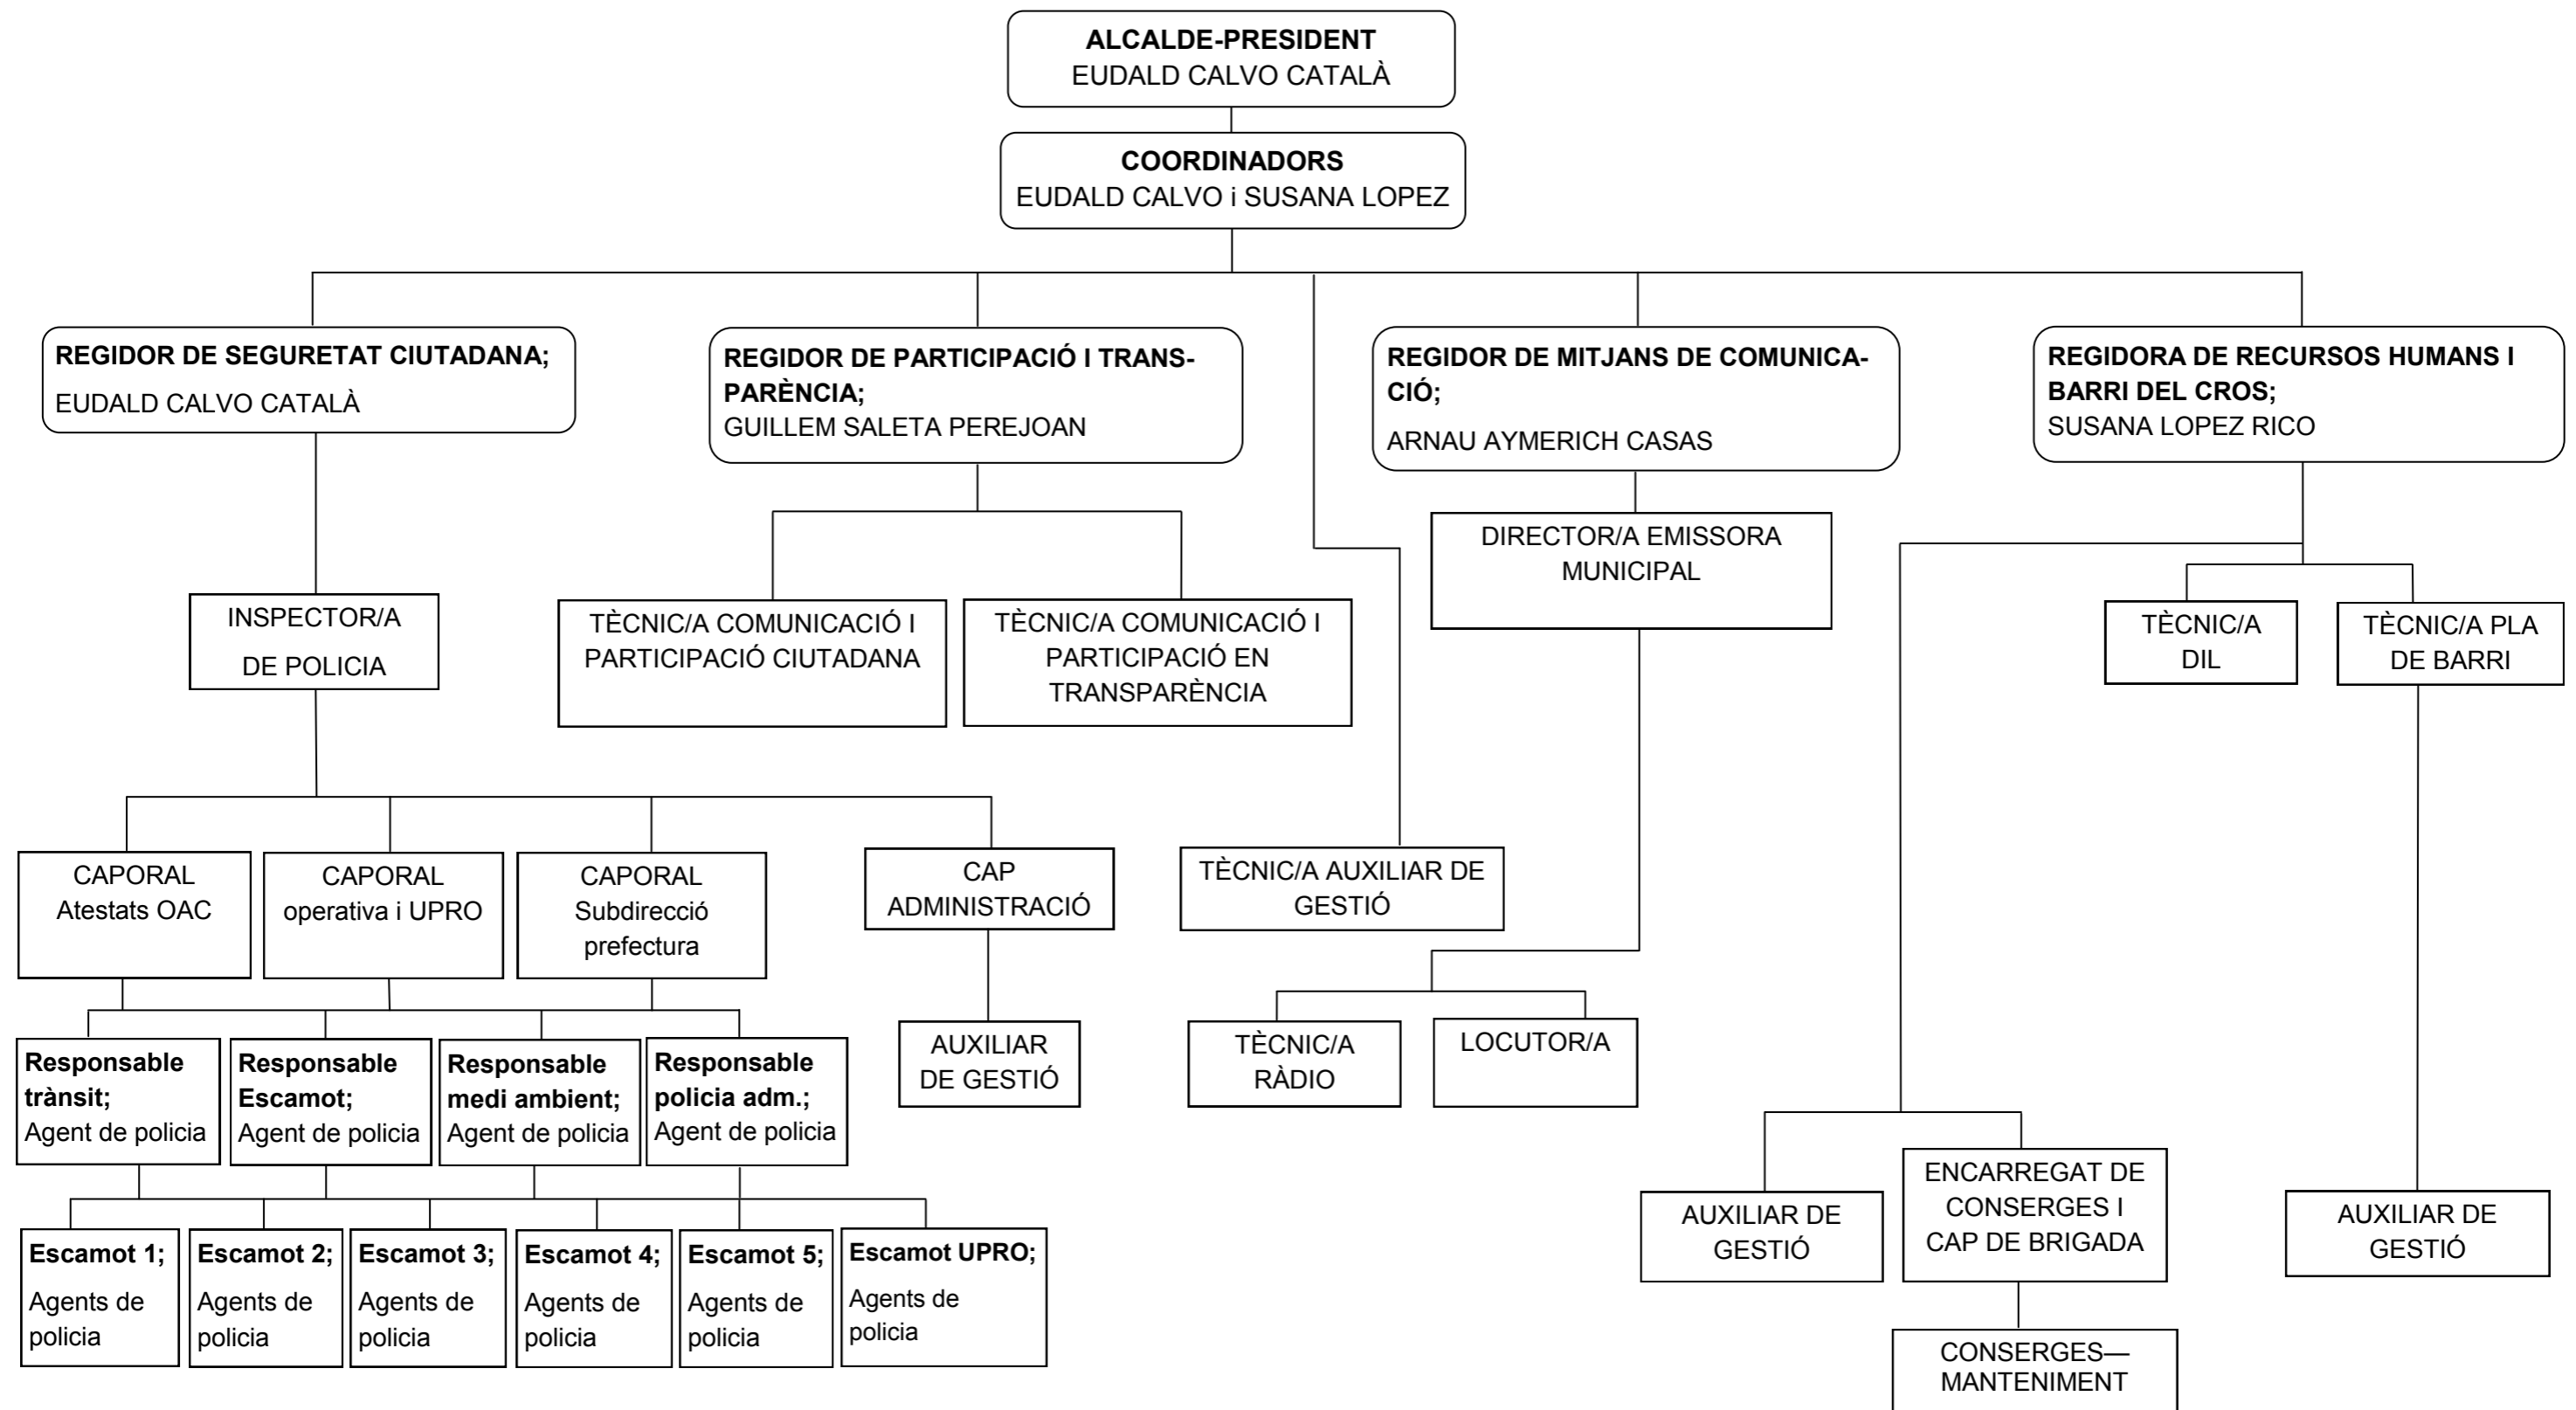 ALCALDE-PRESIDENT
EUDALD CALVO CATALÀ
COORDINADORS
EUDALD CALVO i SUSANA LOPEZ
REGIDOR DE SEGURETAT CIUTADANA;
EUDALD CALVO CATALÀ
REGIDOR DE PARTICIPACIÓ I TRANS-
PARÈNCIA;
GUILLEM SALETA PEREJOAN
REGIDOR DE MITJANS DE COMUNICA-
CIÓ;
ARNAU AYMERICH CASAS
REGIDORA DE RECURSOS HUMANS I
BARRI DEL CROS;
SUSANA LOPEZ RICO
DIRECTOR/A EMISSORA
MUNICIPAL
INSPECTOR/A
DE POLICIA
TÈCNIC/A COMUNICACIÓ I
PARTICIPACIÓ CIUTADANA
TÈCNIC/A COMUNICACIÓ I
PARTICIPACIÓ EN
TRANSPARÈNCIA
TÈCNIC/A
DIL
TÈCNIC/A PLA
DE BARRI
CAPORAL
Atestats OAC
CAPORAL
operativa i UPRO
CAPORAL
Subdirecció
prefectura
CAP
ADMINISTRACIÓ
TÈCNIC/A AUXILIAR DE
GESTIÓ
Responsable
trànsit;
Agent de policia
Responsable
Escamot;
Agent de policia
Responsable
medi ambient;
Agent de policia
Responsable
policia adm.;
Agent de policia
AUXILIAR
DE GESTIÓ
TÈCNIC/A
RÀDIO
LOCUTOR/A
AUXILIAR DE
GESTIÓ
ENCARREGAT DE
CONSERGES I
CAP DE BRIGADA
AUXILIAR DE
GESTIÓ
Escamot 1;
Agents de
policia
Escamot 2;
Agents de
policia
Escamot 3;
Agents de
policia
Escamot 4;
Agents de
policia
Escamot 5;
Agents de
policia
Escamot UPRO;
Agents de
policia
CONSERGES—
MANTENIMENT